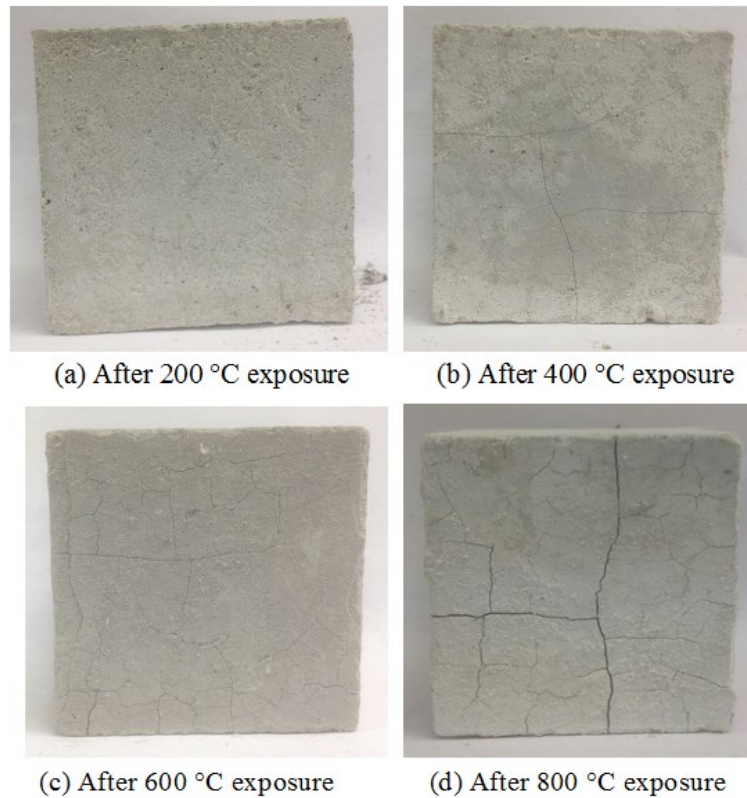 (a) After 200 °C exposure
(b) After 400 °C exposure
(c) After 600 °C exposure
(d) After 800 °C exposure